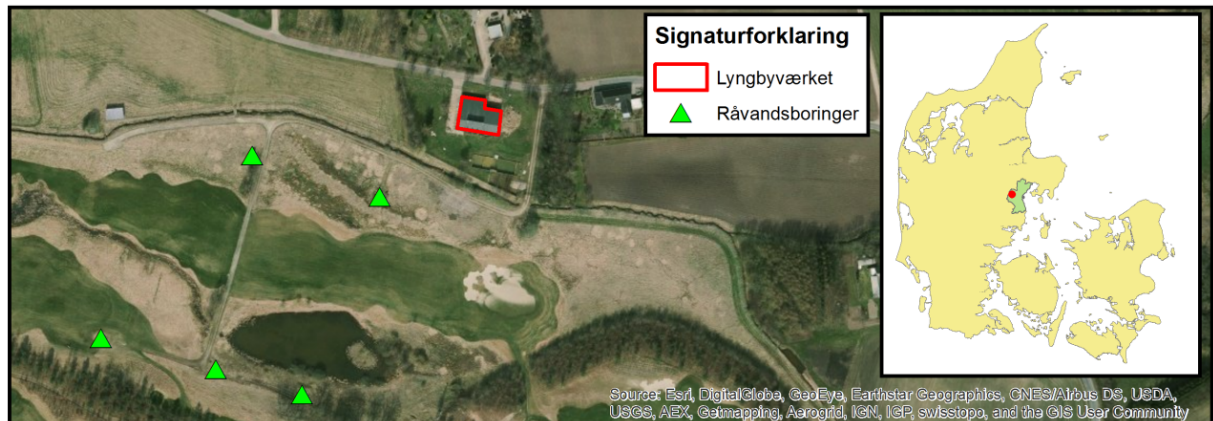 Signaturforklaring
Lyngbyværket
Råvandsboringer
Source: Esri, DigitalGlobe, GeoEye, Earthstar Geographics, CNES/Airbus DS, USDA,
USGS, AEX, Getmapping, Aerogrid, IGN, IGP, swisstopo, and the GIS User Community